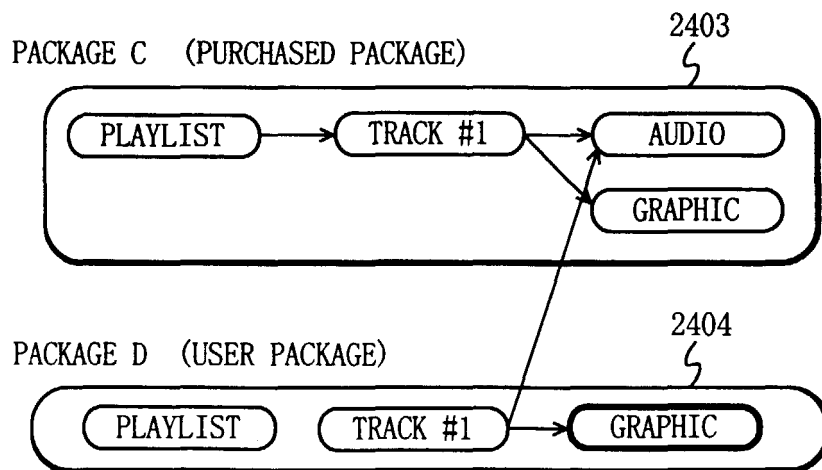 2403
PACKAGE C (PURCHASED PACKAGE)
PLAYLIST TRACK #1 AUDIO
GRAPHIC
2404
PACKAGE D (USER PACKAGE)
PLAYLIST TRACK #1 GRAPHIC